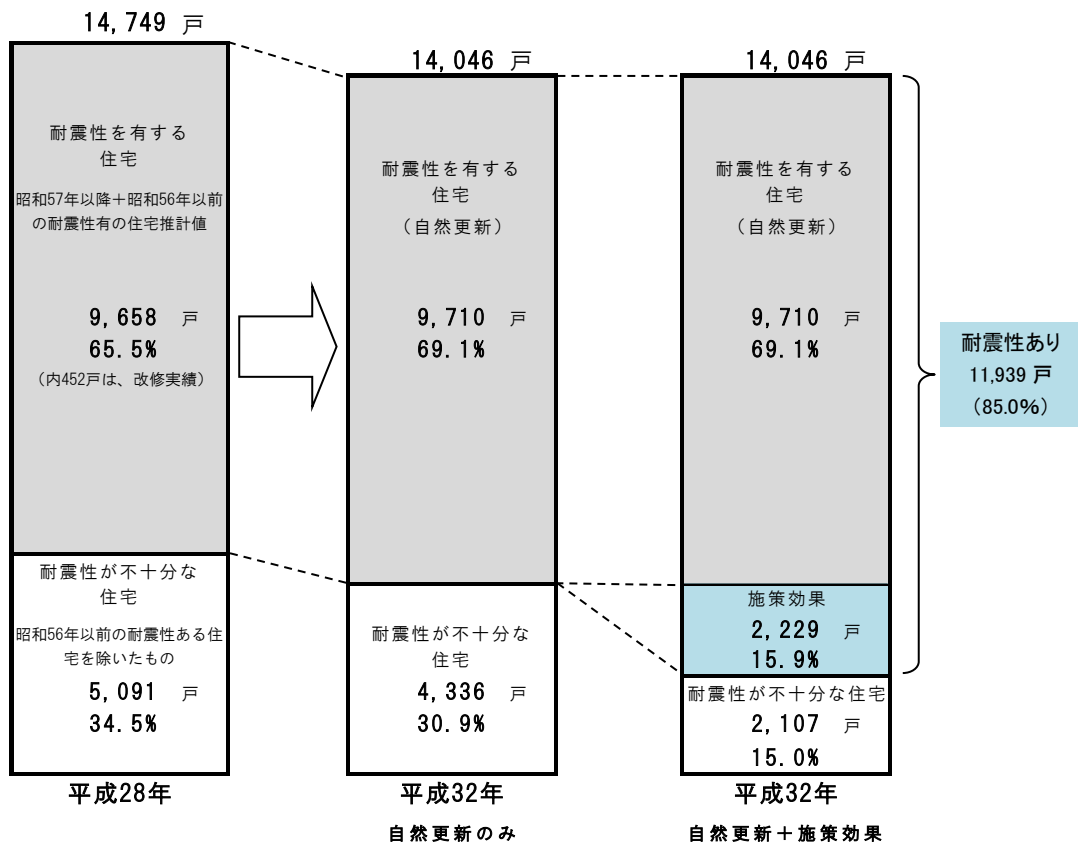 14,749 戸
耐震性を有する
住宅
昭和57年以降＋昭和56年以前
の耐震性有の住宅推計値
9,658 戸
65.5%
（内452戸は、改修実績）
耐震性が不十分な
住宅
昭和56年以前の耐震性ある住
宅を除いたもの
5,091 戸
34.5%
平成28年
14,046 戸
耐震性を有する
住宅
（自然更新）
9,710 戸
69.1%
耐震性が不十分な
住宅
4,336 戸
30.9%
平成32年
自然更新のみ
14,046 戸
耐震性を有する
住宅
（自然更新）
9,710 戸
69.1%
施策効果
2,229 戸
15.9%
耐震性が不十分な住宅
2,107 戸
15.0%
平成32年
自然更新＋施策効果
耐震性あり
11,939 戸
（85.0%）